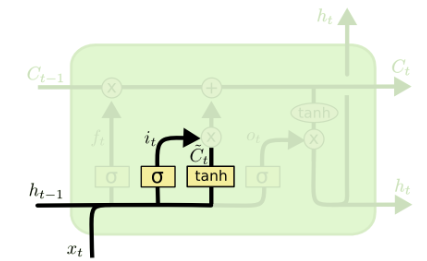 h_t
C_{t-1} × + C_t
tanh
f_t i_t × o_t ×
C̃_t
σ σ tanh σ
h_{t-1} h_t
x_t